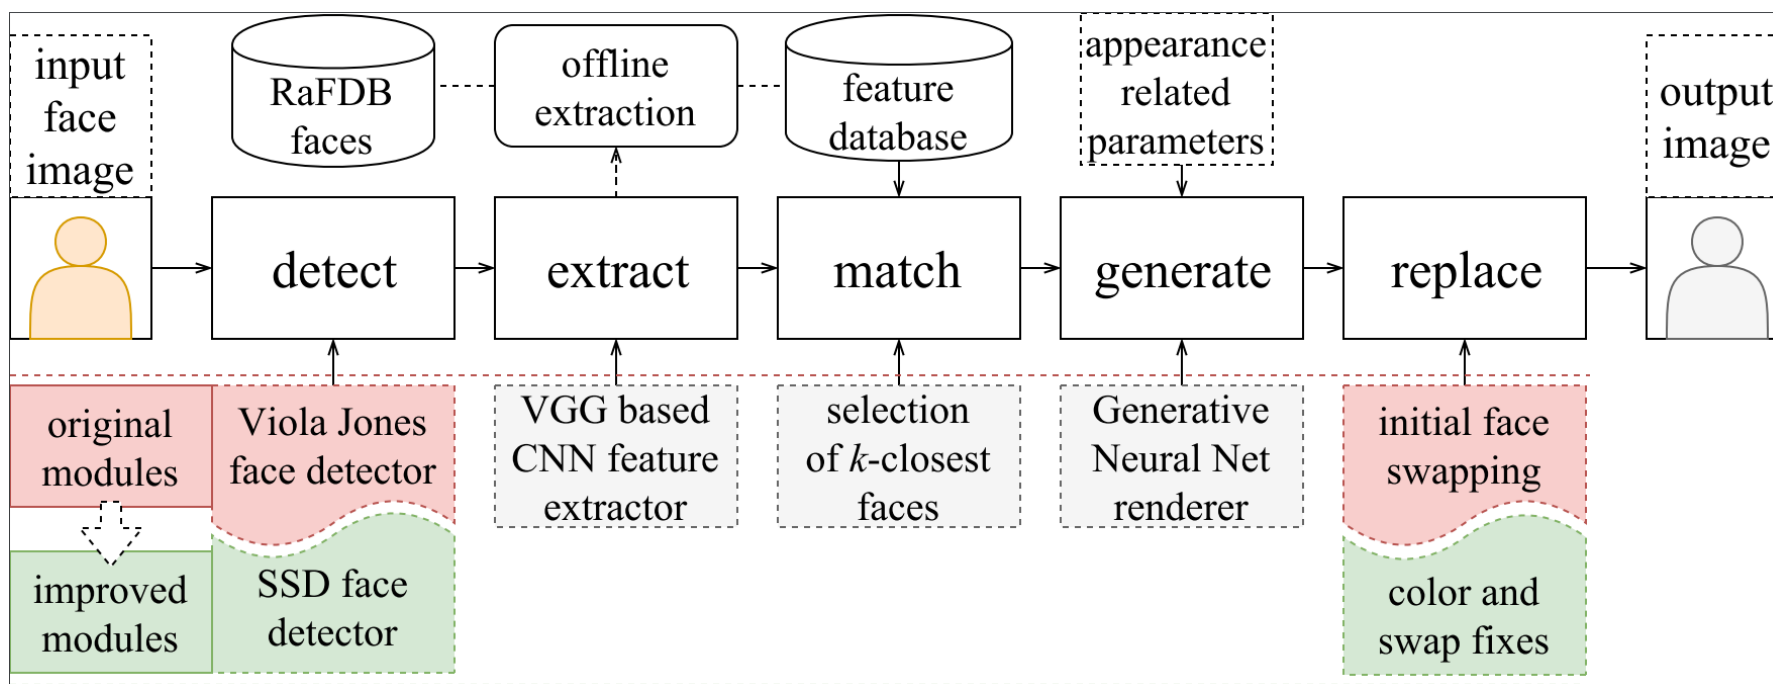 input
face
image
RaFDB
faces
offline
extraction
feature
database
appearance
related
parameters
output
image
detect
extract
match
generate
replace
original
modules
Viola Jones
face detector
VGG based
CNN feature
extractor
selection
of k-closest
faces
Generative
Neural Net
renderer
initial face
swapping
improved
modules
SSD face
detector
color and
swap fixes